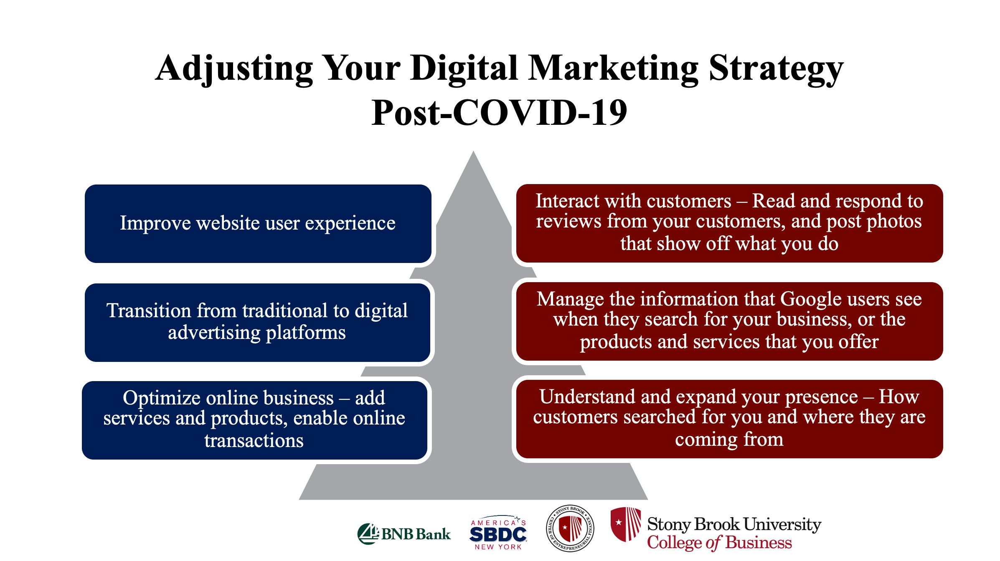 Adjusting Your Digital Marketing Strategy
Post-COVID-19
Improve website user experience
Transition from traditional to digital
advertising platforms
Optimize online business – add
services and products, enable online
transactions
Interact with customers – Read and respond to
reviews from your customers, and post photos
that show off what you do
Manage the information that Google users see
when they search for your business, or the
products and services that you offer
Understand and expand your presence – How
customers searched for you and where they are
coming from
BNB Bank
AMERICA'S
SBDC
NEW YORK
STONY BROOK
CENTER OF ENTREPRENEURIAL FINANCE
Stony Brook University
College of Business